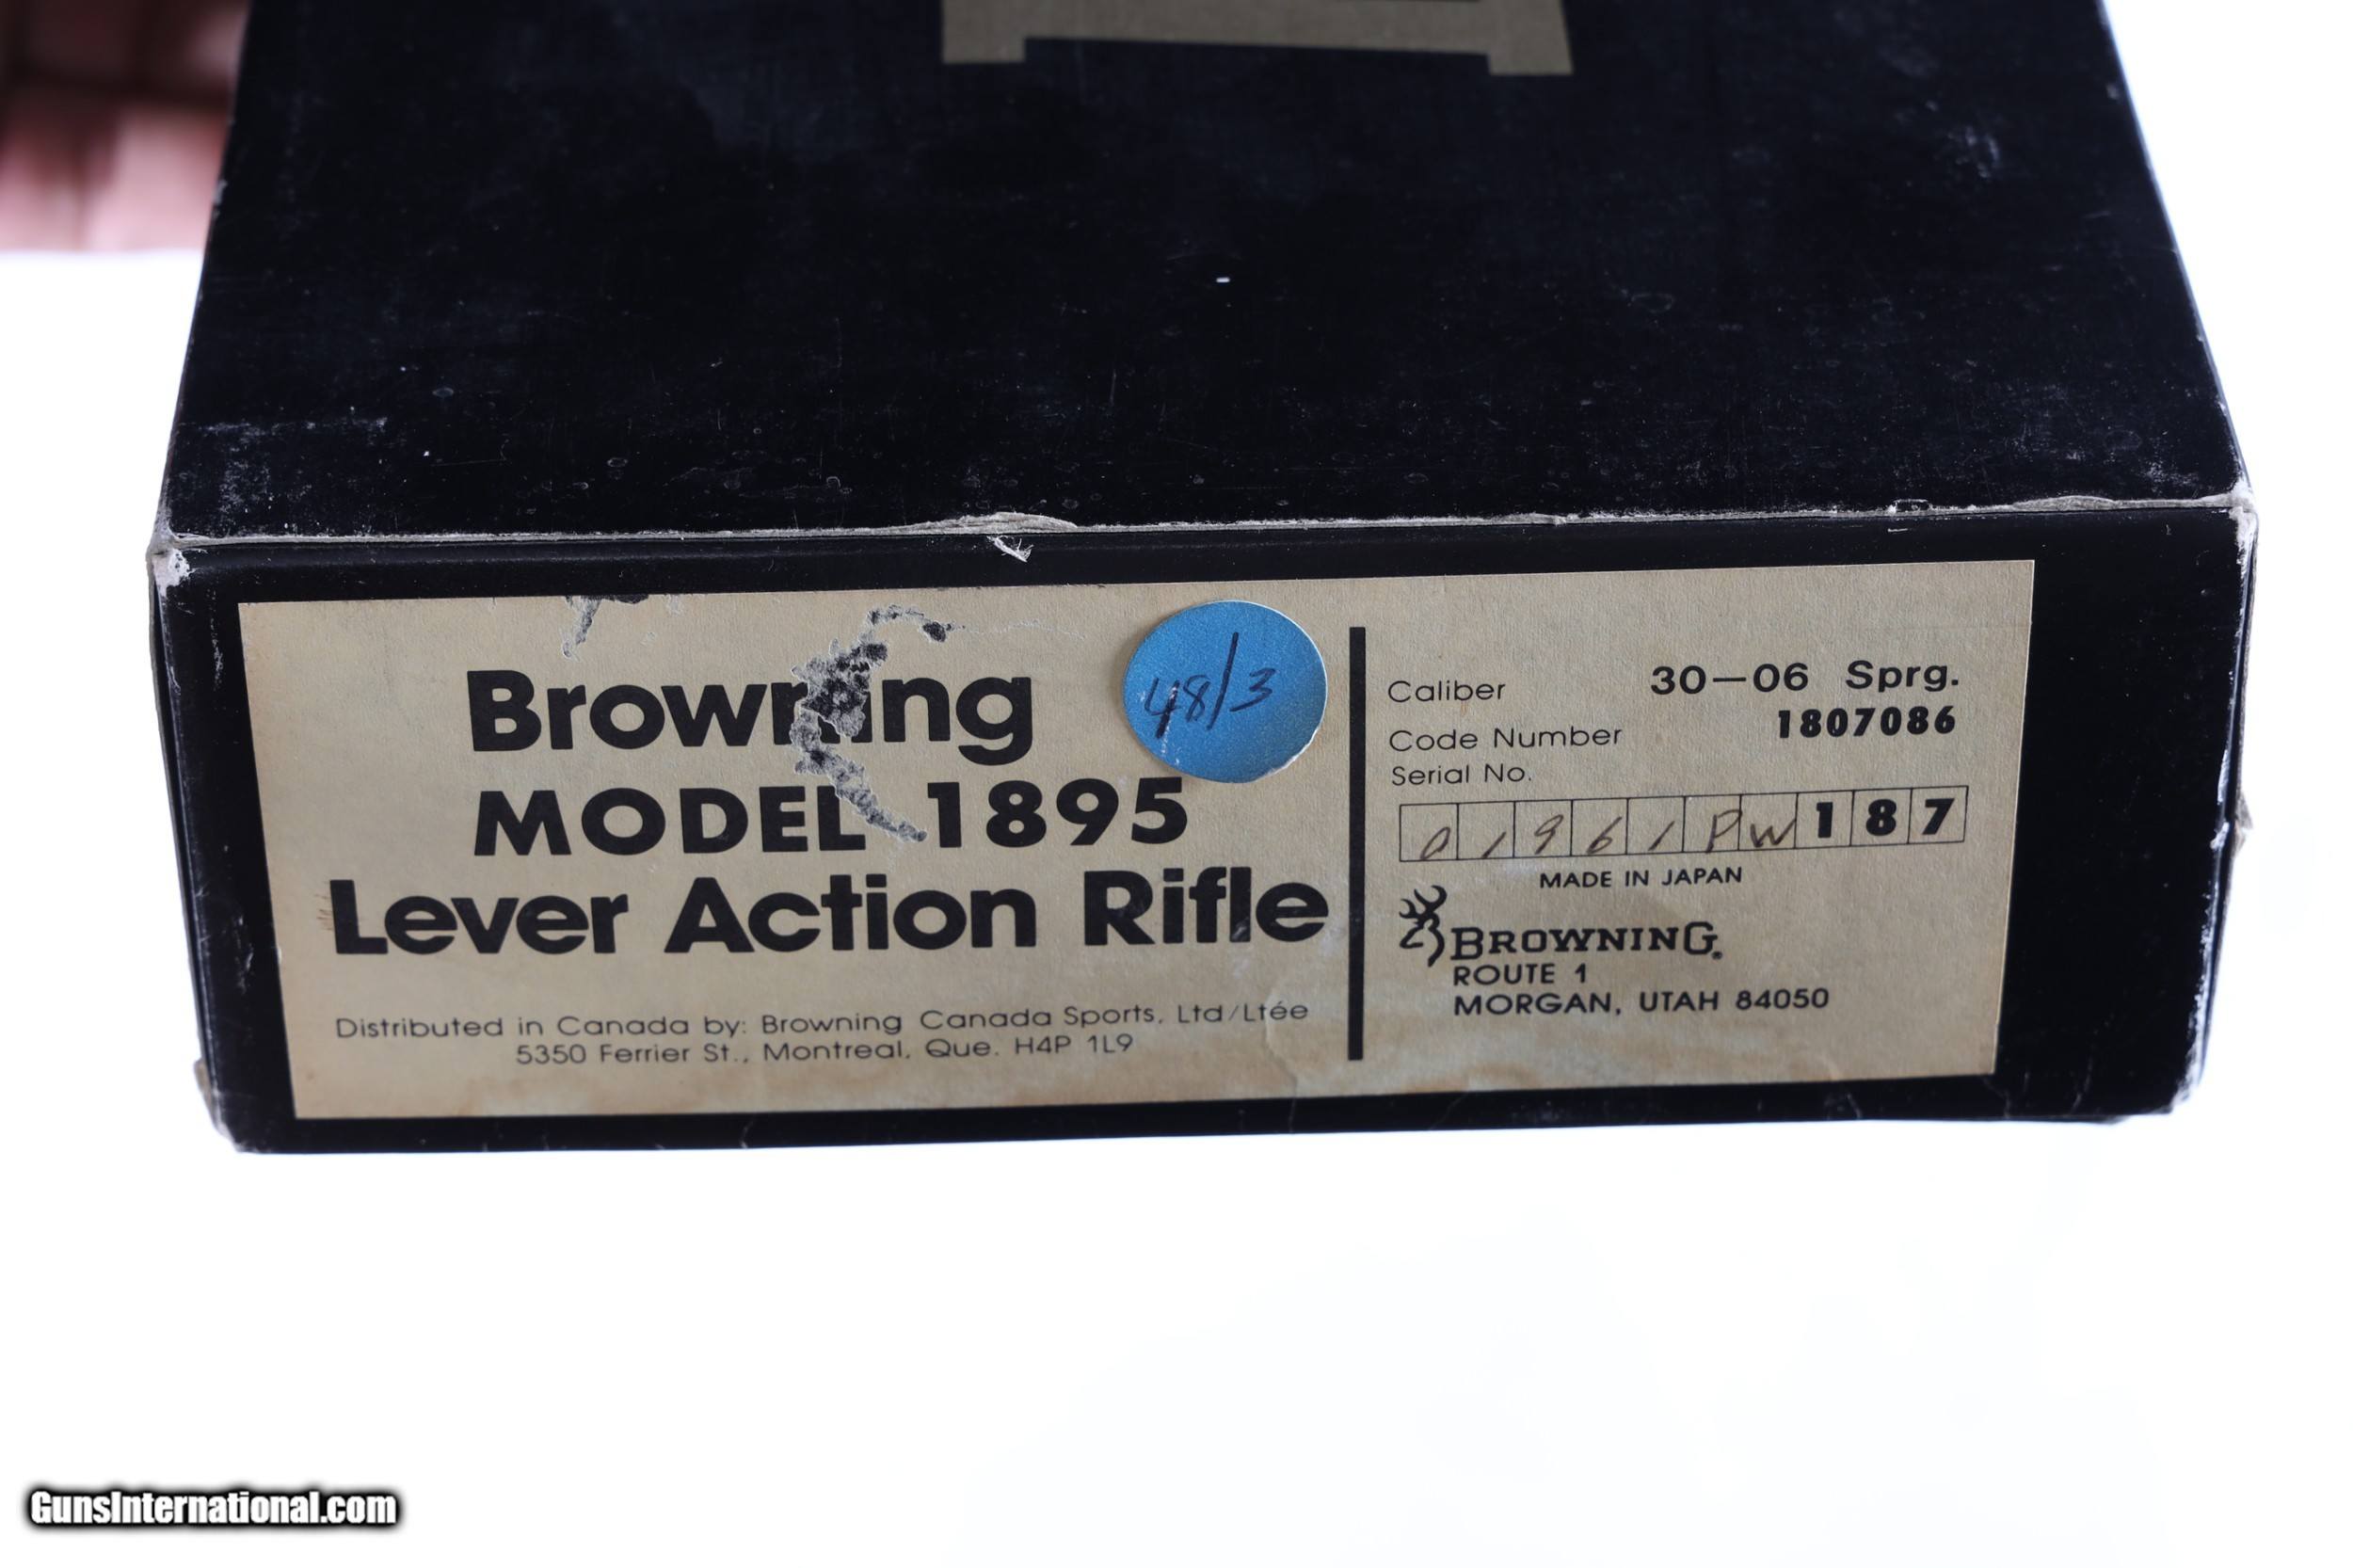 Browning
MODEL 1895
Lever Action Rifle
Distributed in Canada by: Browning Canada Sports, Ltd/Ltée
5350 Ferrier St., Montreal, Que. H4P 1L9
48/3
Caliber 30-06 Sprg.
Code Number 1807086
Serial No.
01961PW187
MADE IN JAPAN
BROWNING®
ROUTE 1
MORGAN, UTAH 84050
GunsInternational.com